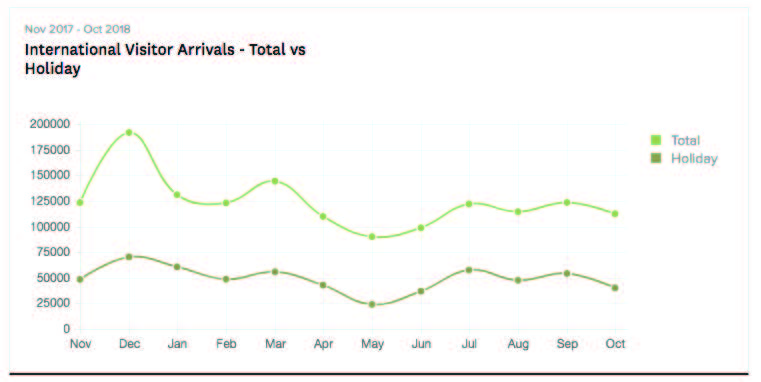 Nov 2017 - Oct 2018
International Visitor Arrivals - Total vs
Holiday
200000
175000
150000
125000
100000
75000
50000
25000
0
Nov Dec Jan Feb Mar Apr May Jun Jul Aug Sep Oct
Total
Holiday